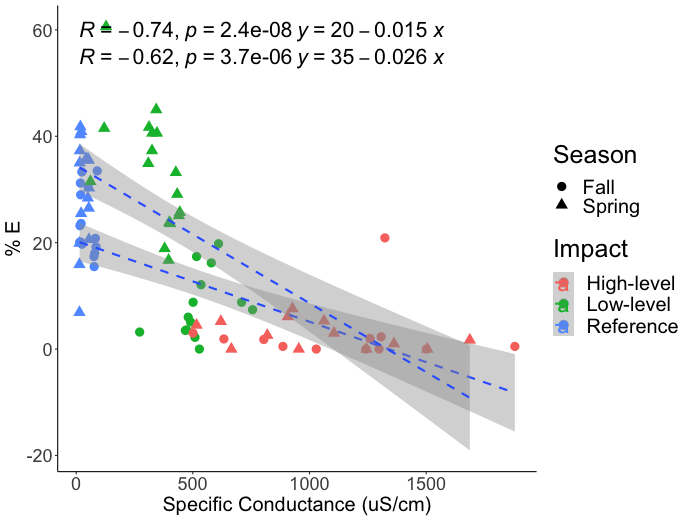 R = −0.74, p = 2.4e-08 y = 20 − 0.015 x
R = −0.62, p = 3.7e-06 y = 35 − 0.026 x
60
40
20
0
-20
% E
0 500 1000 1500
Specific Conductance (uS/cm)
Season
Fall
Spring
Impact
a High-level
a Low-level
a Reference